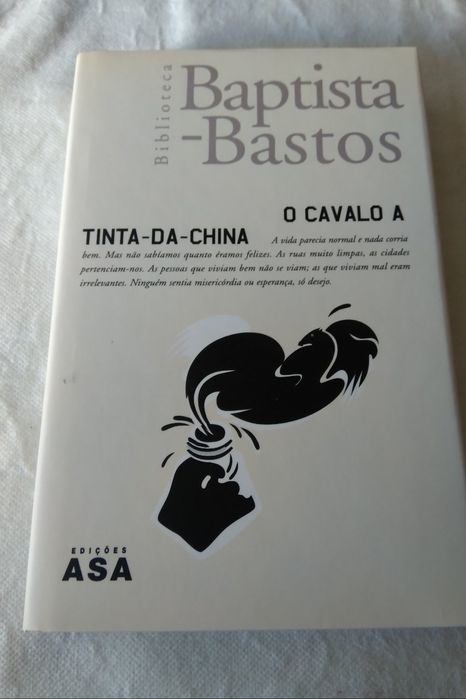 Biblioteca
Baptista
-Bastos
O CAVALO A
TINTA-DA-CHINA A vida parecia normal e nada corria
bem. Mas não sabíamos quanto éramos felizes. As ruas muito limpas, as cidades
pertenciam-nos. As pessoas que viviam bem não se viam; as que viviam mal eram
irrelevantes. Ninguém sentia misericórdia ou esperança, só desejo.
EDIÇÕES
ASA